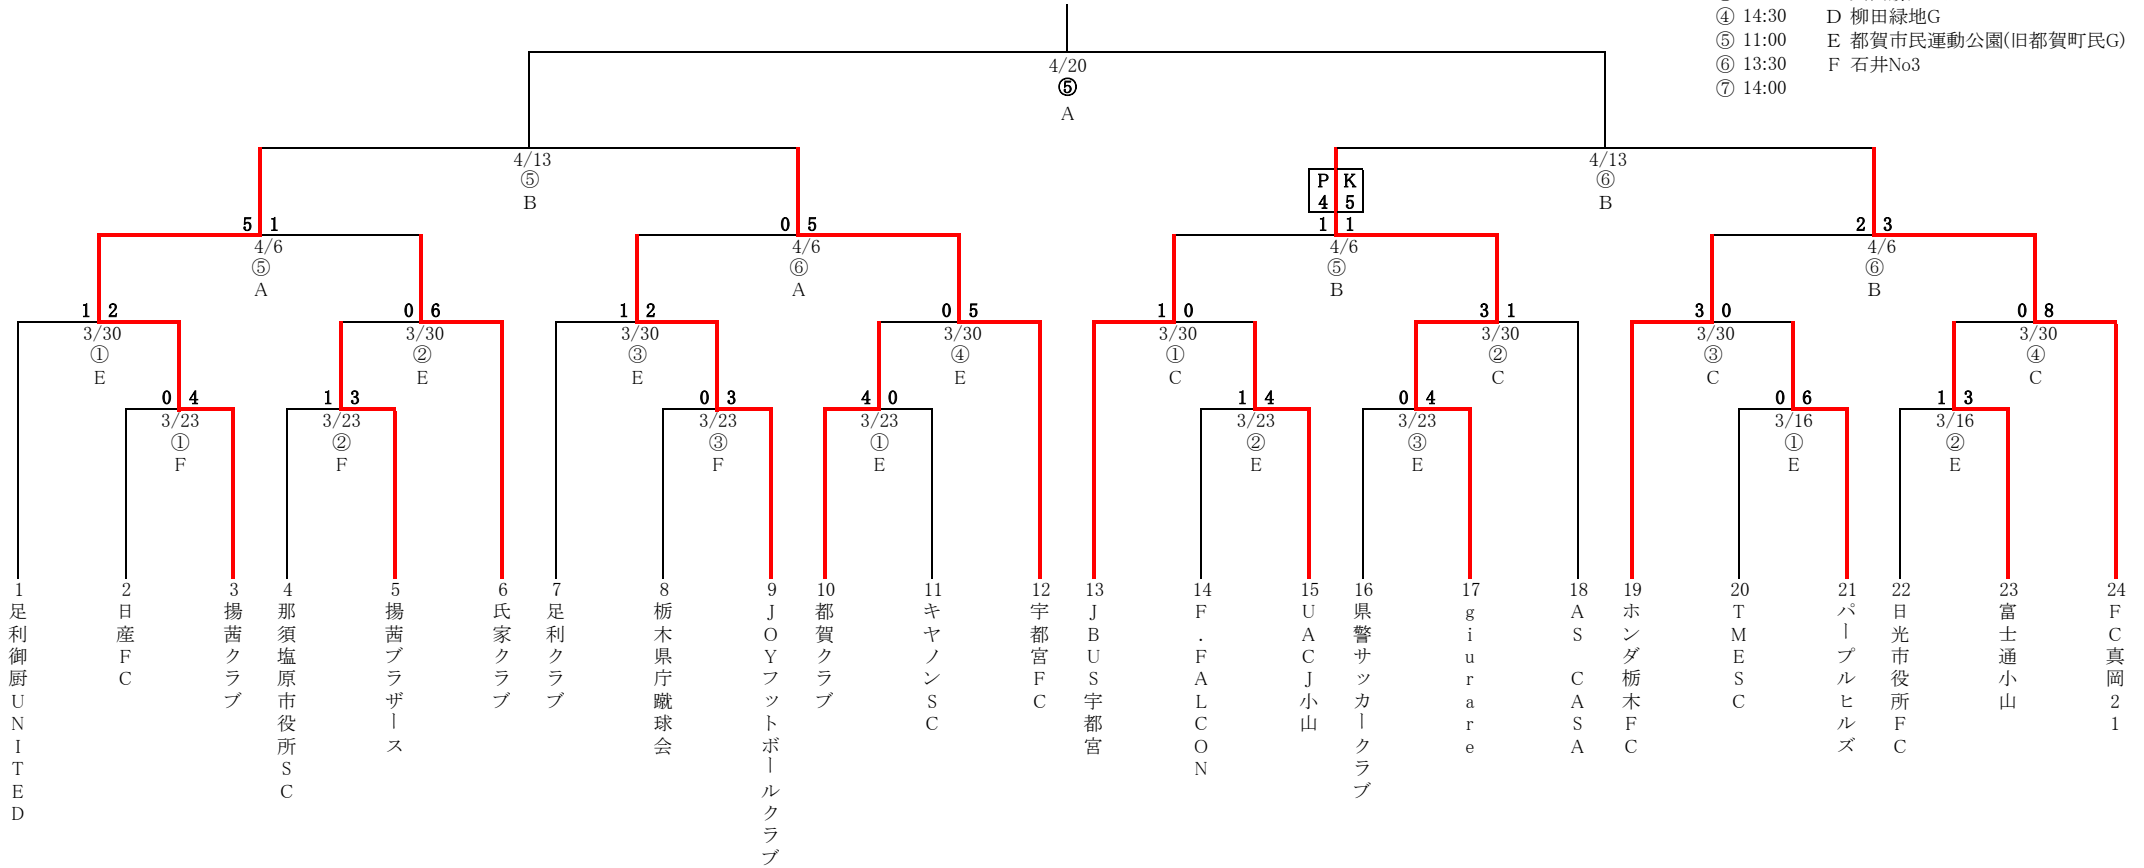 ④ 14:30 D 柳田緑地G
⑤ 11:00 E 都賀市民運動公園(旧都賀町民G)
⑥ 13:30 F 石井No3
⑦ 14:00
4/20
⑤
A
4/13 4/13
⑤ ⑥
B B
P K
4 5
5 1 0 5 1 1 2 3
4/6 4/6 4/6 4/6
⑤ ⑥ ⑤ ⑥
A A B B
1 2 0 6 1 2 0 5 1 0 3 1 3 0 0 8
3/30 3/30 3/30 3/30 3/30 3/30 3/30 3/30
① ② ③ ④ ① ② ③ ④
E E E E C C C C
0 4 1 3 0 3 4 0 1 4 0 4 0 6 1 3
3/23 3/23 3/23 3/23 3/23 3/23 3/16 3/16
① ② ③ ① ② ③ ① ②
F F F E E E E E
1 足利御厨UNITED
2 日産FC
3 揚茜クラブ
4 那須塩原市役所SC
5 揚茜ブラザース
6 氏家クラブ
7 足利クラブ
8 栃木県庁蹴球会
9 JOYフットボールクラブ
10 都賀クラブ
11 キヤノンSC
12 宇都宮FC
13 JBUS宇都宮
14 F.FALCON
15 UACJ小山
16 県警サッカークラブ
17 giurare
18 AS CASA
19 ホンダ栃木FC
20 TMESC
21 パープルヒルズ
22 日光市役所FC
23 富士通小山
24 FC真岡21